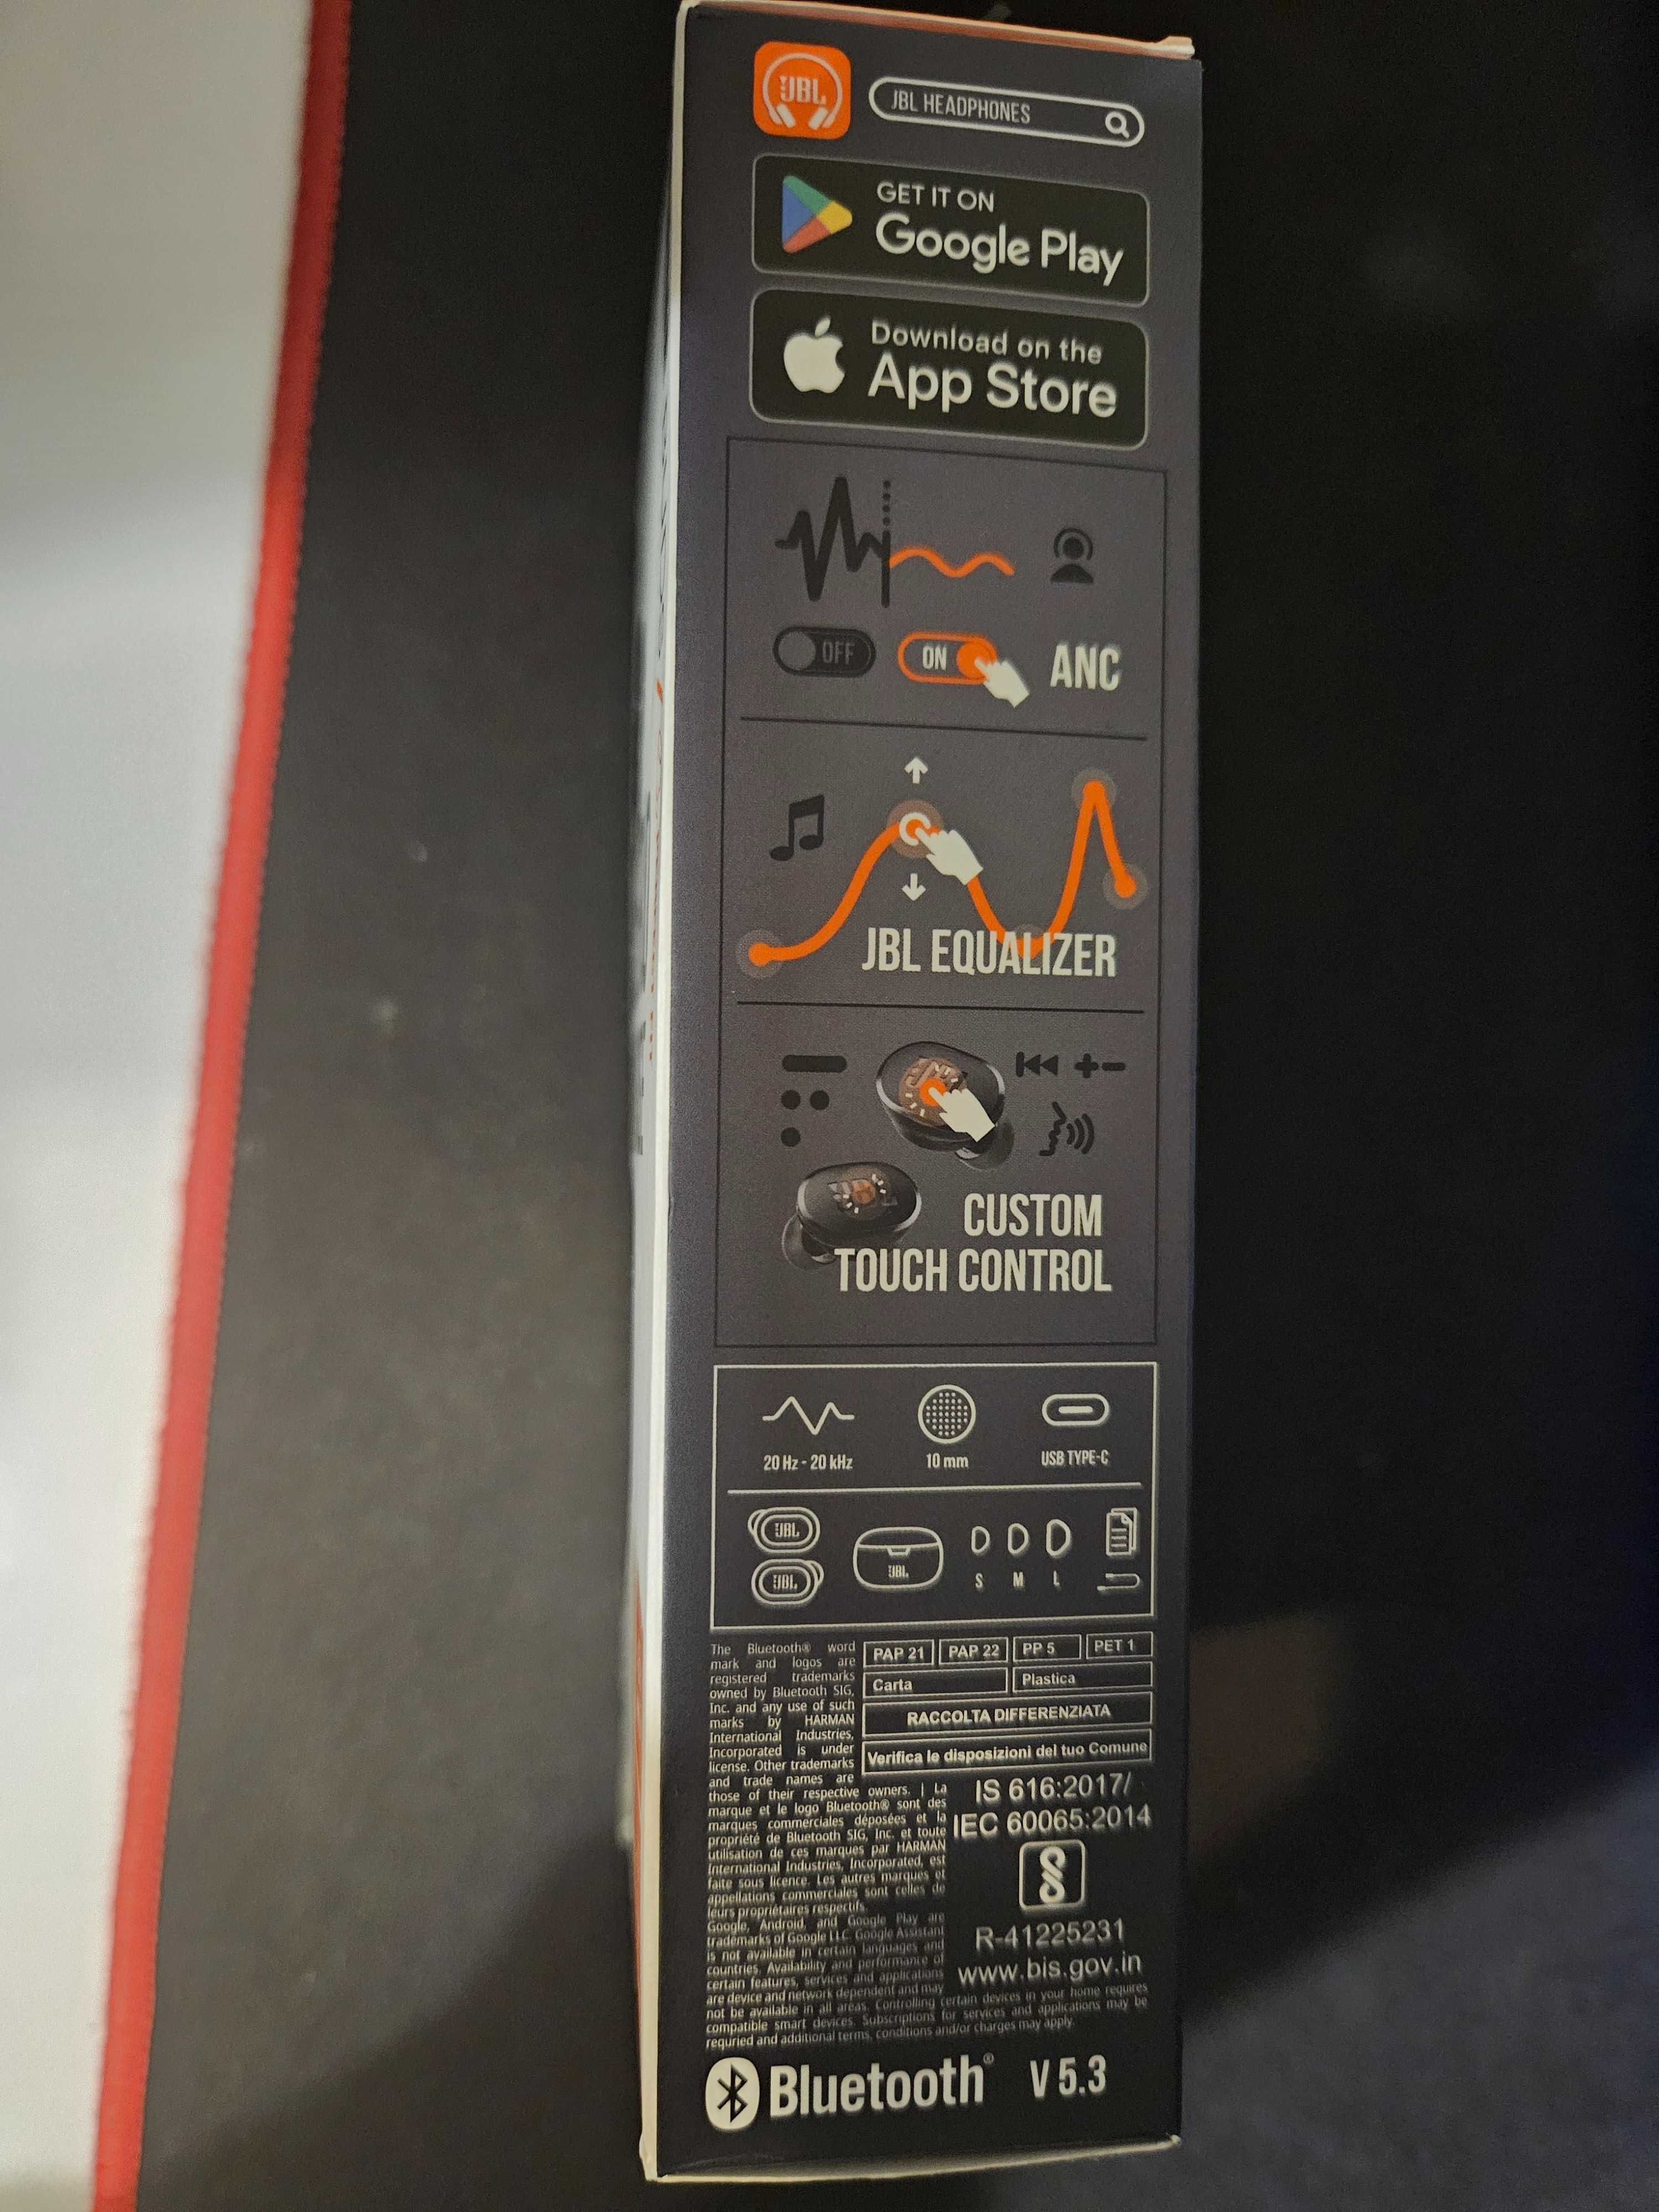 JBL
JBL HEADPHONES
GET IT ON
Google Play
Download on the
App Store
OFF
ON
ANC
JBL EQUALIZER
CUSTOM
TOUCH CONTROL
20 Hz - 20 kHz
10 mm
USB TYPE-C
JBL
JBL
JBL
S M L
The Bluetooth® word
mark and logos are
registered trademarks
owned by Bluetooth SIG,
Inc. and any use of such
marks by HARMAN
International Industries,
Incorporated is under
license. Other trademarks
and trade names are
those of their respective owners. | La
marque et le logo Bluetooth® sont des
marques commerciales déposées et la
propriété de Bluetooth SIG, Inc. et toute
utilisation de ces marques par HARMAN
International Industries, Incorporated, est
faite sous licence. Les autres marques et
appellations commerciales sont celles de
leurs propriétaires respectifs.
Google, Android, and Google Play are
trademarks of Google LLC. Google Assistant
is not available in certain languages and
countries. Availability and performance of
certain features, services and applications
are device and network dependent and may
not be available in all areas. Controlling certain devices in your home requires
compatible smart devices. Subscriptions for services and applications may be
requried and additional terms, conditions and/or charges may apply.
PAP 21 PAP 22 PP 5 PET 1
Carta Plastica
RACCOLTA DIFFERENZIATA
Verifica le disposizioni del tuo Comune
IS 616:2017/
IEC 60065:2014
R-41225231
www.bis.gov.in
Bluetooth® V 5.3